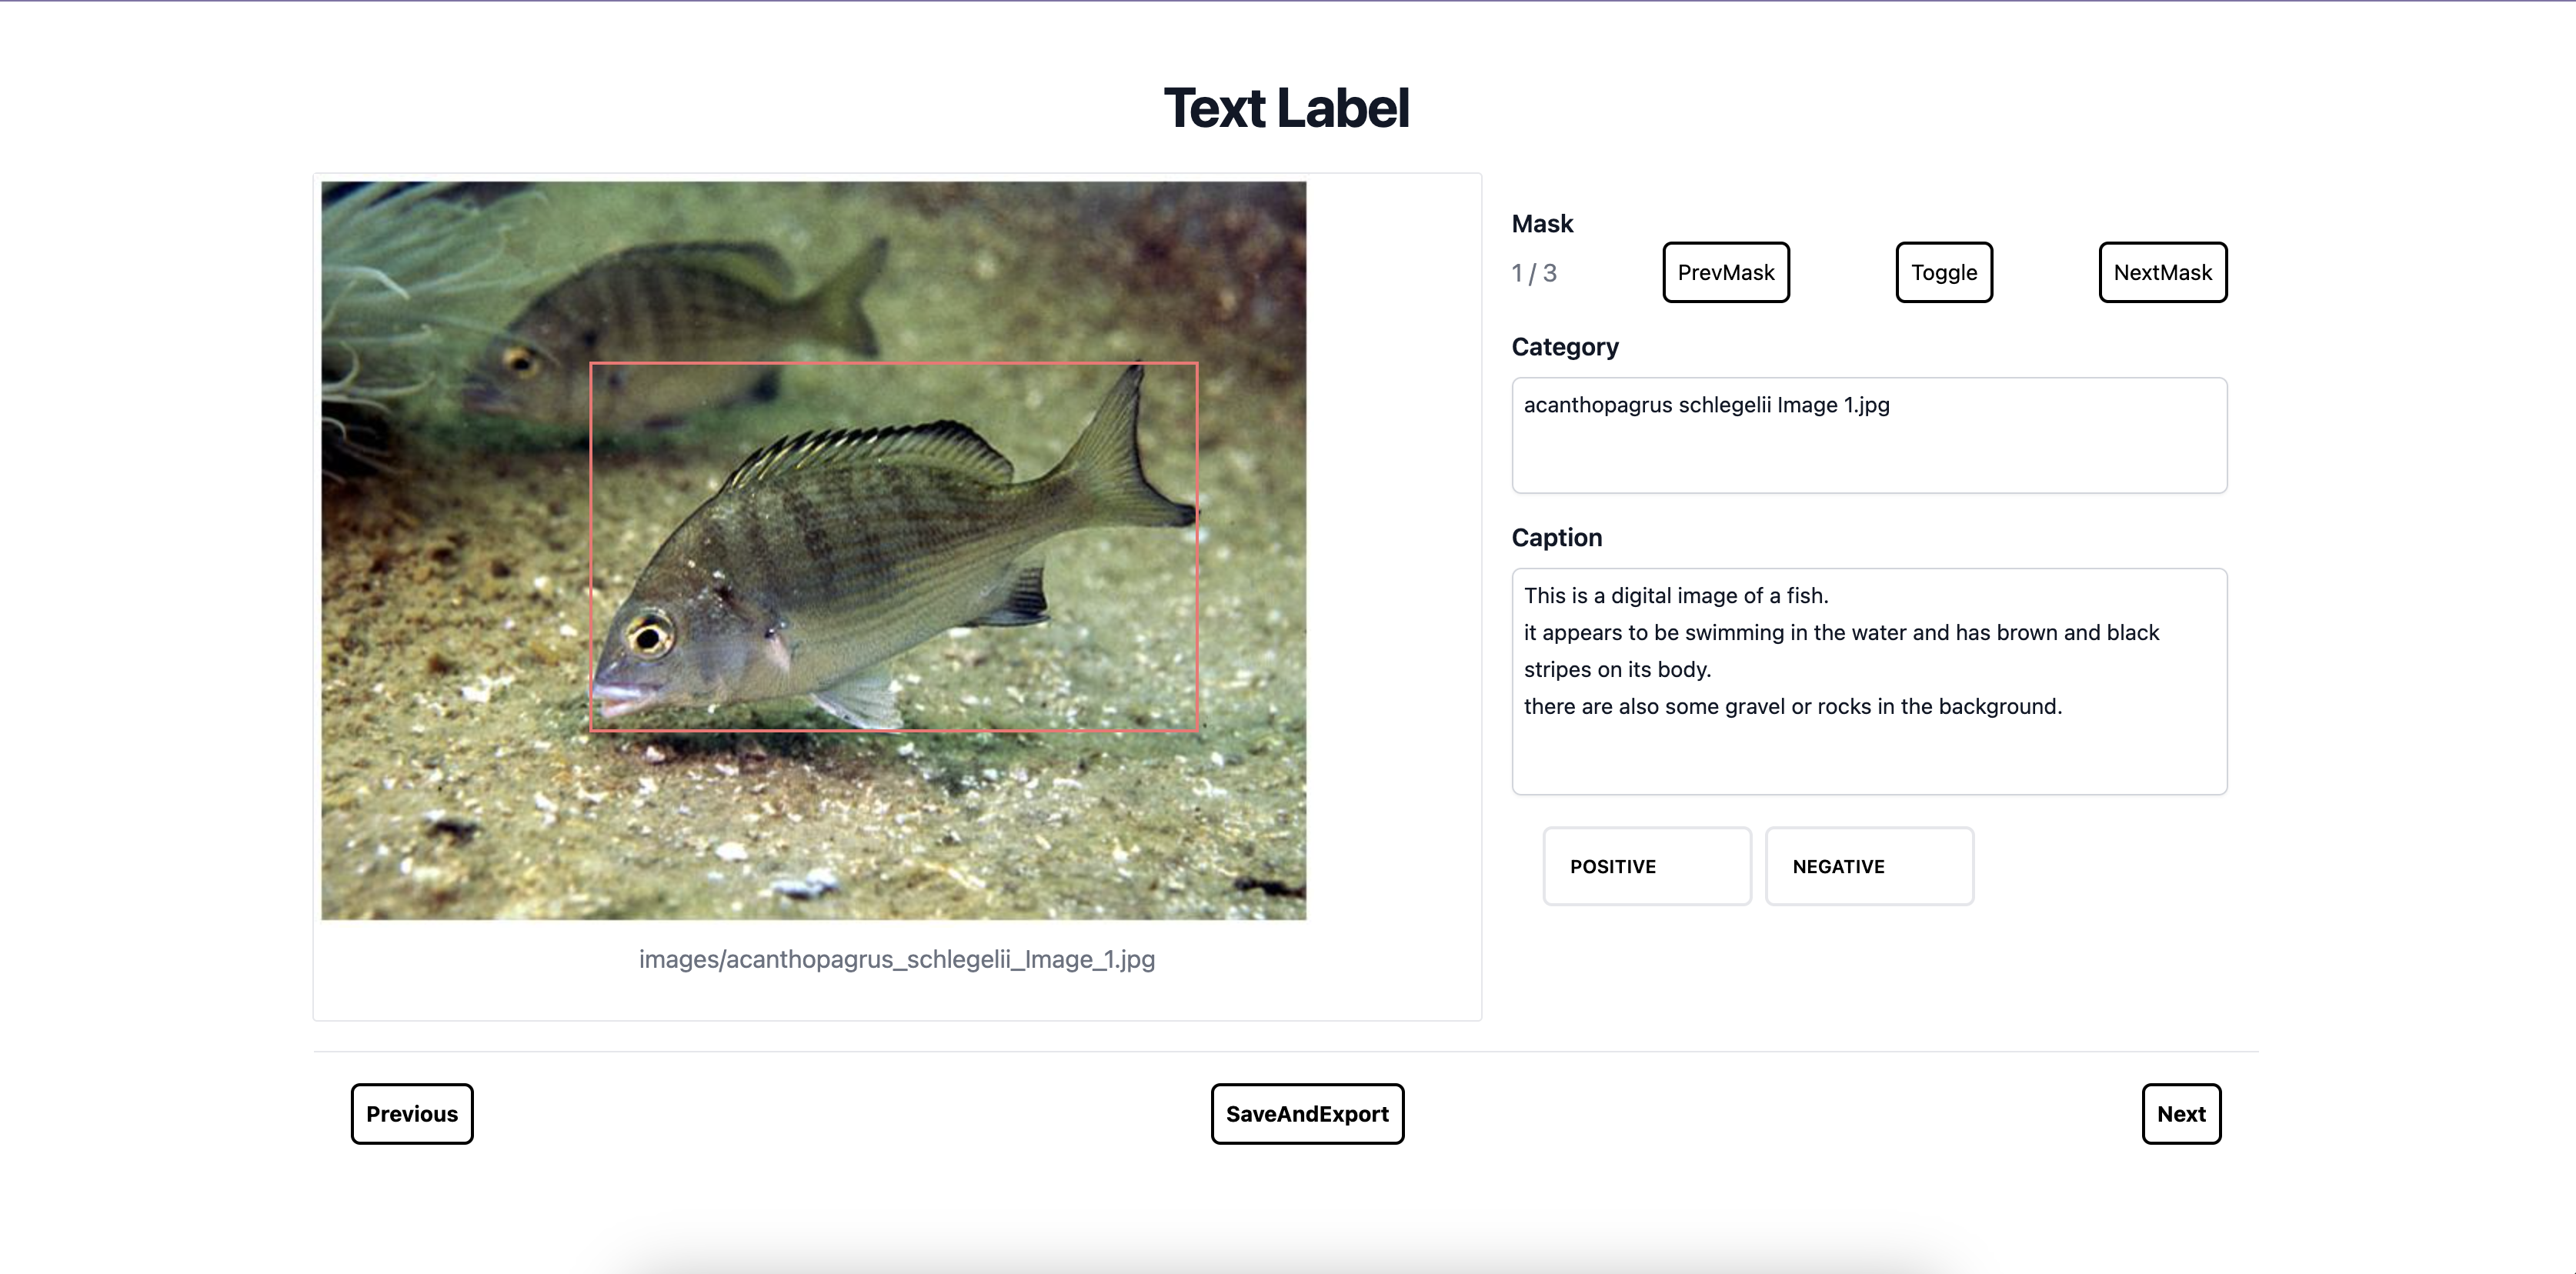 Text Label
images/acanthopagrus_schlegelii_Image_1.jpg
Mask
1 / 3
PrevMask
Toggle
NextMask
Category
acanthopagrus schlegelii Image 1.jpg
Caption
This is a digital image of a fish.
it appears to be swimming in the water and has brown and black
stripes on its body.
there are also some gravel or rocks in the background.
POSITIVE
NEGATIVE
Previous
SaveAndExport
Next